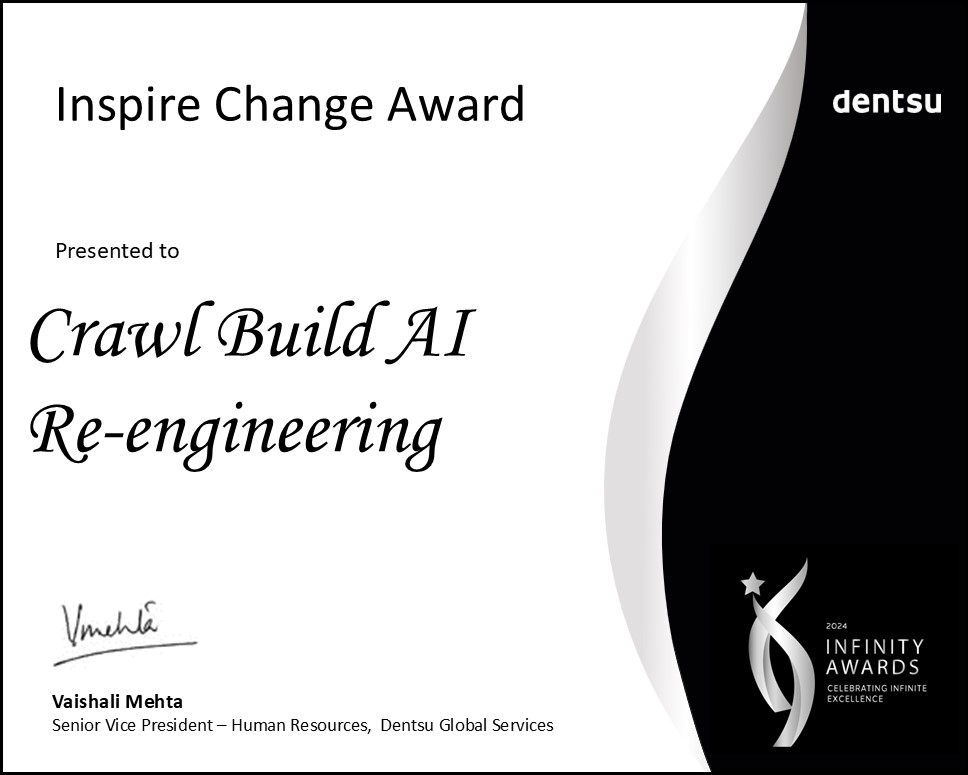 Inspire Change Award
dentsu
Presented to
Crawl Build AI
Re-engineering
Vmehta
Vaishali Mehta
Senior Vice President – Human Resources, Dentsu Global Services
2024
INFINITY
AWARDS
CELEBRATING INFINITE
EXCELLENCE